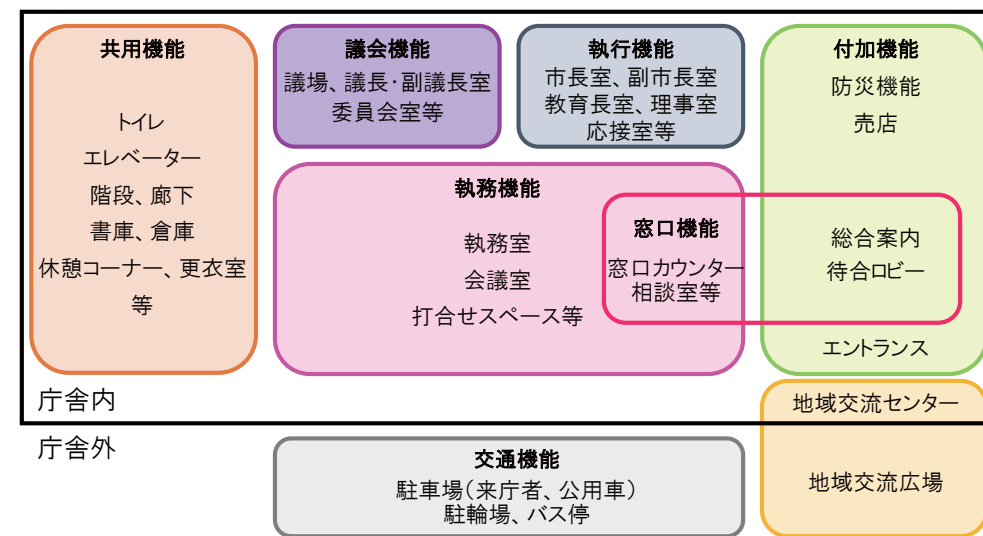 共用機能
トイレ
エレベーター
階段、廊下
書庫、倉庫
休憩コーナー、更衣室
等
議会機能
議場、議長・副議長室
委員会室等
執行機能
市長室、副市長室
教育長室、理事室
応接室等
付加機能
防災機能
売店
執務機能
執務室
会議室
打合せスペース等
窓口機能
窓口カウンター
相談室等
総合案内
待合ロビー
エントランス
庁舎内
地域交流センター
庁舎外
交通機能
駐車場（来庁者、公用車）
駐輪場、バス停
地域交流広場